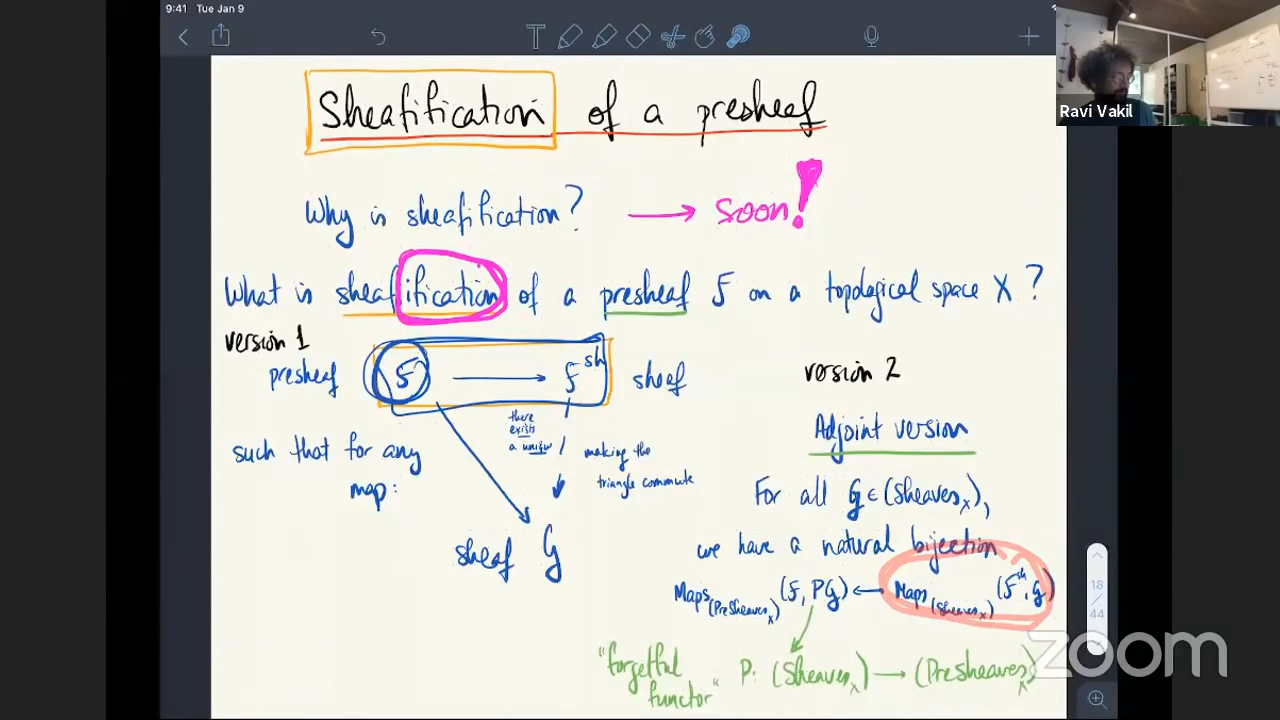 9:41 Tue Jan 9
Ravi Vakil
Sheafification of a presheaf
Why is sheafification? → Soon!
What is sheafification of a presheaf F on a topological space X?
version 1
presheaf F → F^sh sheaf
there
exists
a unique
making the
triangle commute
such that for any
map:
sheaf G
version 2
Adjoint version
For all G ∈ (Sheaves_X),
we have a natural bijection
Maps_(Presheaves_X) (F, PG) ↔ Maps_(Sheaves_X) (F^sh, G)
"forgetful
functor"
P: (Sheaves_X) → (Presheaves_X)
18
/
44
zoom